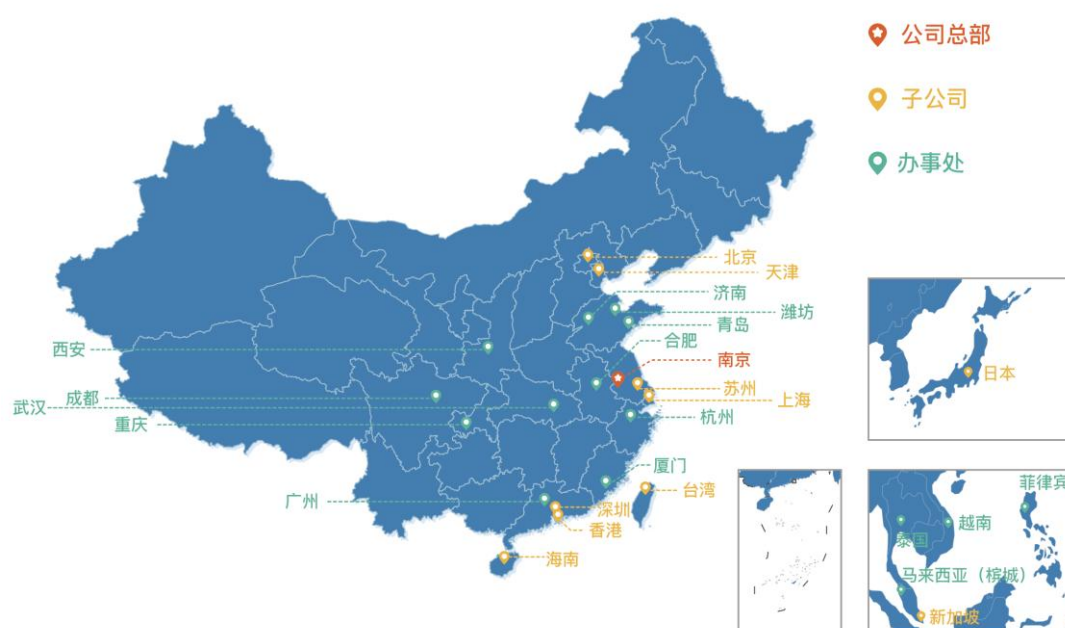 公司总部
子公司
办事处
北京
天津
济南
潍坊
青岛
合肥
西安
南京
苏州
成都
上海
武汉
杭州
重庆
厦门
台湾
广州
深圳
香港
海南
日本
菲律宾
越南
泰国
马来西亚（槟城）
新加坡